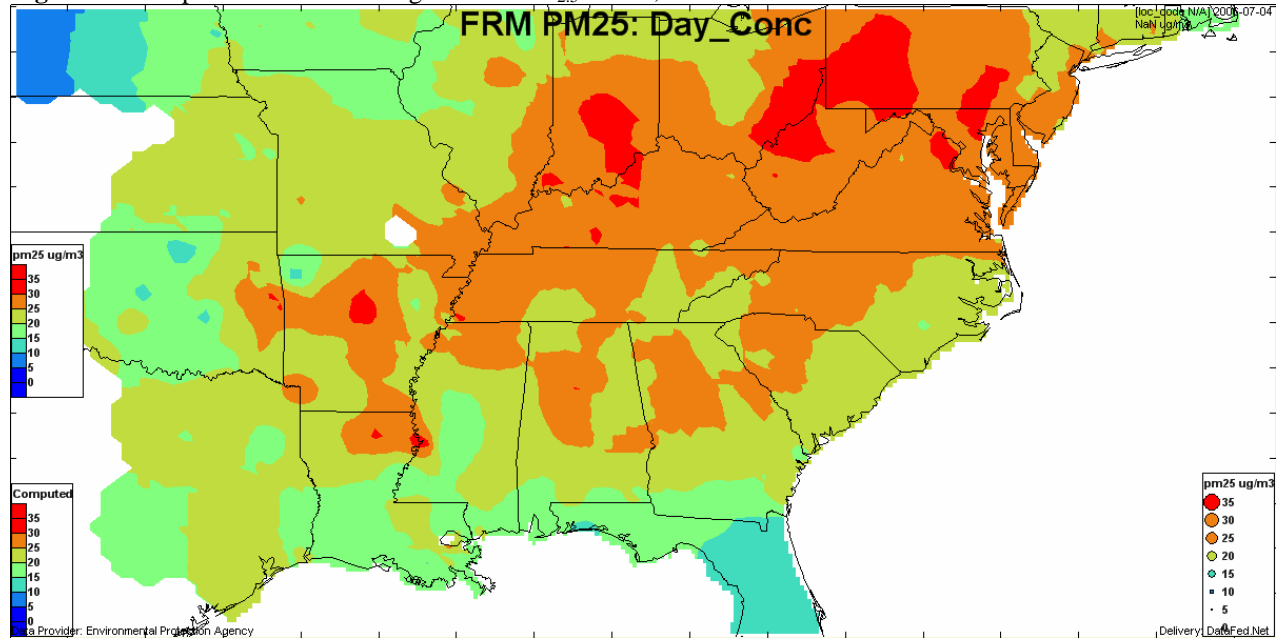 FRM PM25: Day_Conc
[loc_code N/A] 2006-07-04
NaN ug/m3
pm25 ug/m3
35
30
25
20
15
10
5
0
Computed
35
30
25
20
15
10
5
0
pm25 ug/m3
35
30
25
20
15
10
5
Data Provider: Environmental Protection Agency
Delivery: DataFed.Net